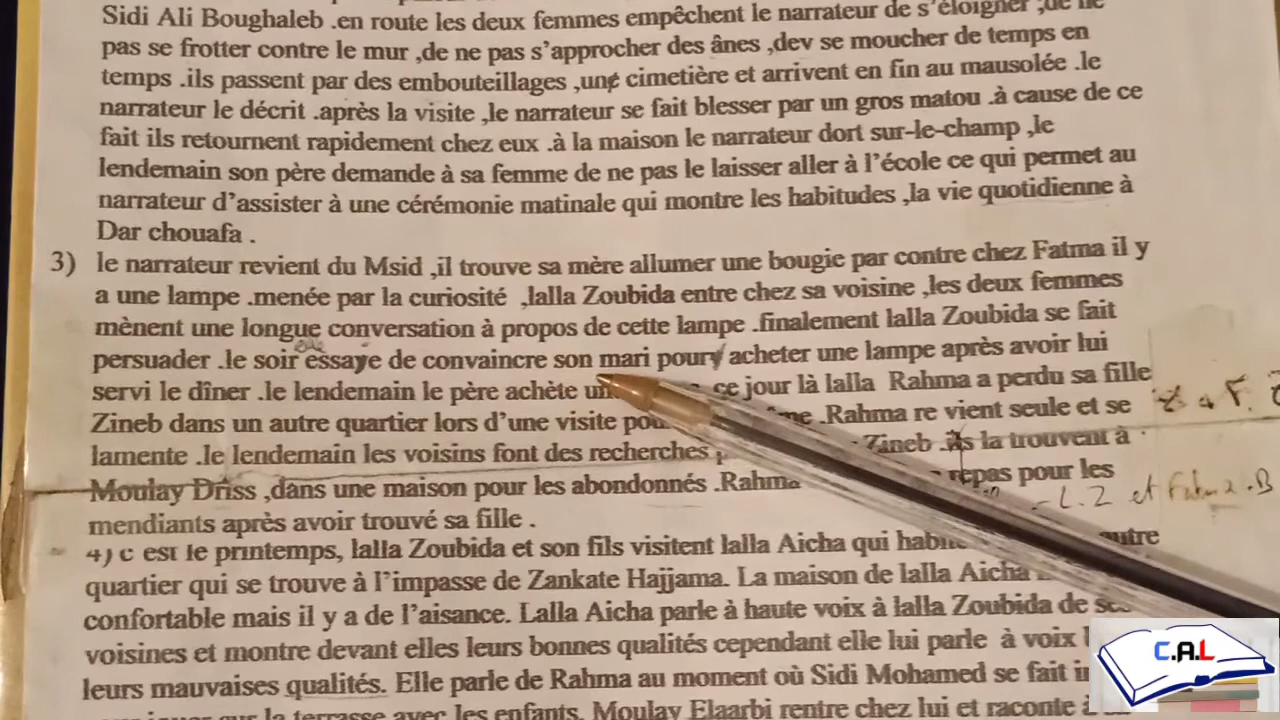 Sidi Ali Boughaleb .en route les deux femmes empêchent le narrateur de s'éloigner ;de ne
pas se frotter contre le mur ,de ne pas s'approcher des ânes ,dev se moucher de temps en
temps .ils passent par des embouteillages ,une cimetière et arrivent en fin au mausolée .le
narrateur le décrit .après la visite ,le narrateur se fait blesser par un gros matou .à cause de ce
fait ils retournent rapidement chez eux .à la maison le narrateur dort sur-le-champ ,le
lendemain son père demande à sa femme de ne pas le laisser aller à l'école ce qui permet au
narrateur d'assister à une cérémonie matinale qui montre les habitudes ,la vie quotidienne à
Dar chouafa .
3) le narrateur revient du Msid ,il trouve sa mère allumer une bougie par contre chez Fatma il y
a une lampe .menée par la curiosité ,lalla Zoubida entre chez sa voisine ,les deux femmes
mènent une longue conversation à propos de cette lampe .finalement lalla Zoubida se fait
persuader .le soir essaye de convaincre son mari pour acheter une lampe après avoir lui
servi le dîner .le lendemain le père achète ce jour là lalla Rahma a perdu sa fille
Zineb dans un autre quartier lors d'une visite .Rahma re vient seule et se
lamente .le lendemain les voisins font des recherches Zineb .ils la trouvent à
Moulay Driss ,dans une maison pour les abondonnés .Rahma repas pour les
- L.Z et Fatma.B
mendiants après avoir trouvé sa fille .
4) c est le printemps, lalla Zoubida et son fils visitent lalla Aicha qui
quartier qui se trouve à l'impasse de Zankate Hajjama. La maison de lalla Aicha
confortable mais il y a de l'aisance. Lalla Aicha parle à haute voix à lalla Zoubida de
voisines et montre devant elles leurs bonnes qualités cependant elle lui parle à voix
leurs mauvaises qualités. Elle parle de Rahma au moment où Sidi Mohamed se fait
sur la terrasse avec les enfants. Moulay Elaarbi rentre chez lui et raconte à
C.A.L